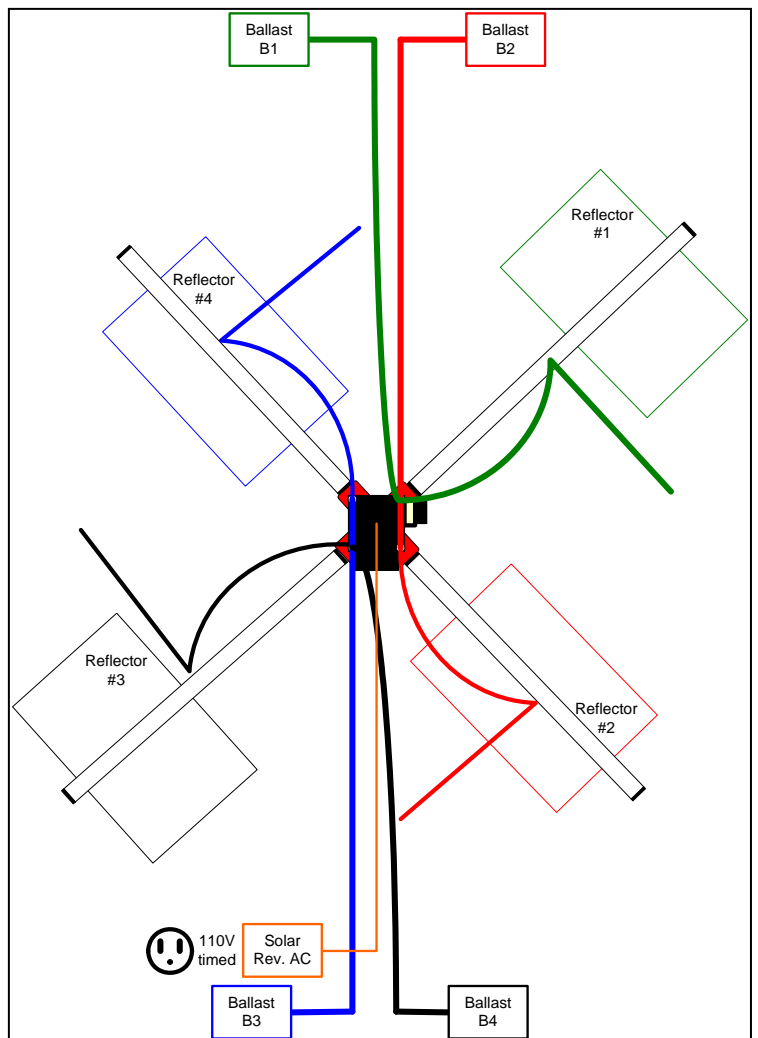 Ballast
B1
Ballast
B2
Reflector
#1
Reflector
#4
Reflector
#3
Reflector
#2
110V
timed
Solar
Rev. AC
Ballast
B3
Ballast
B4